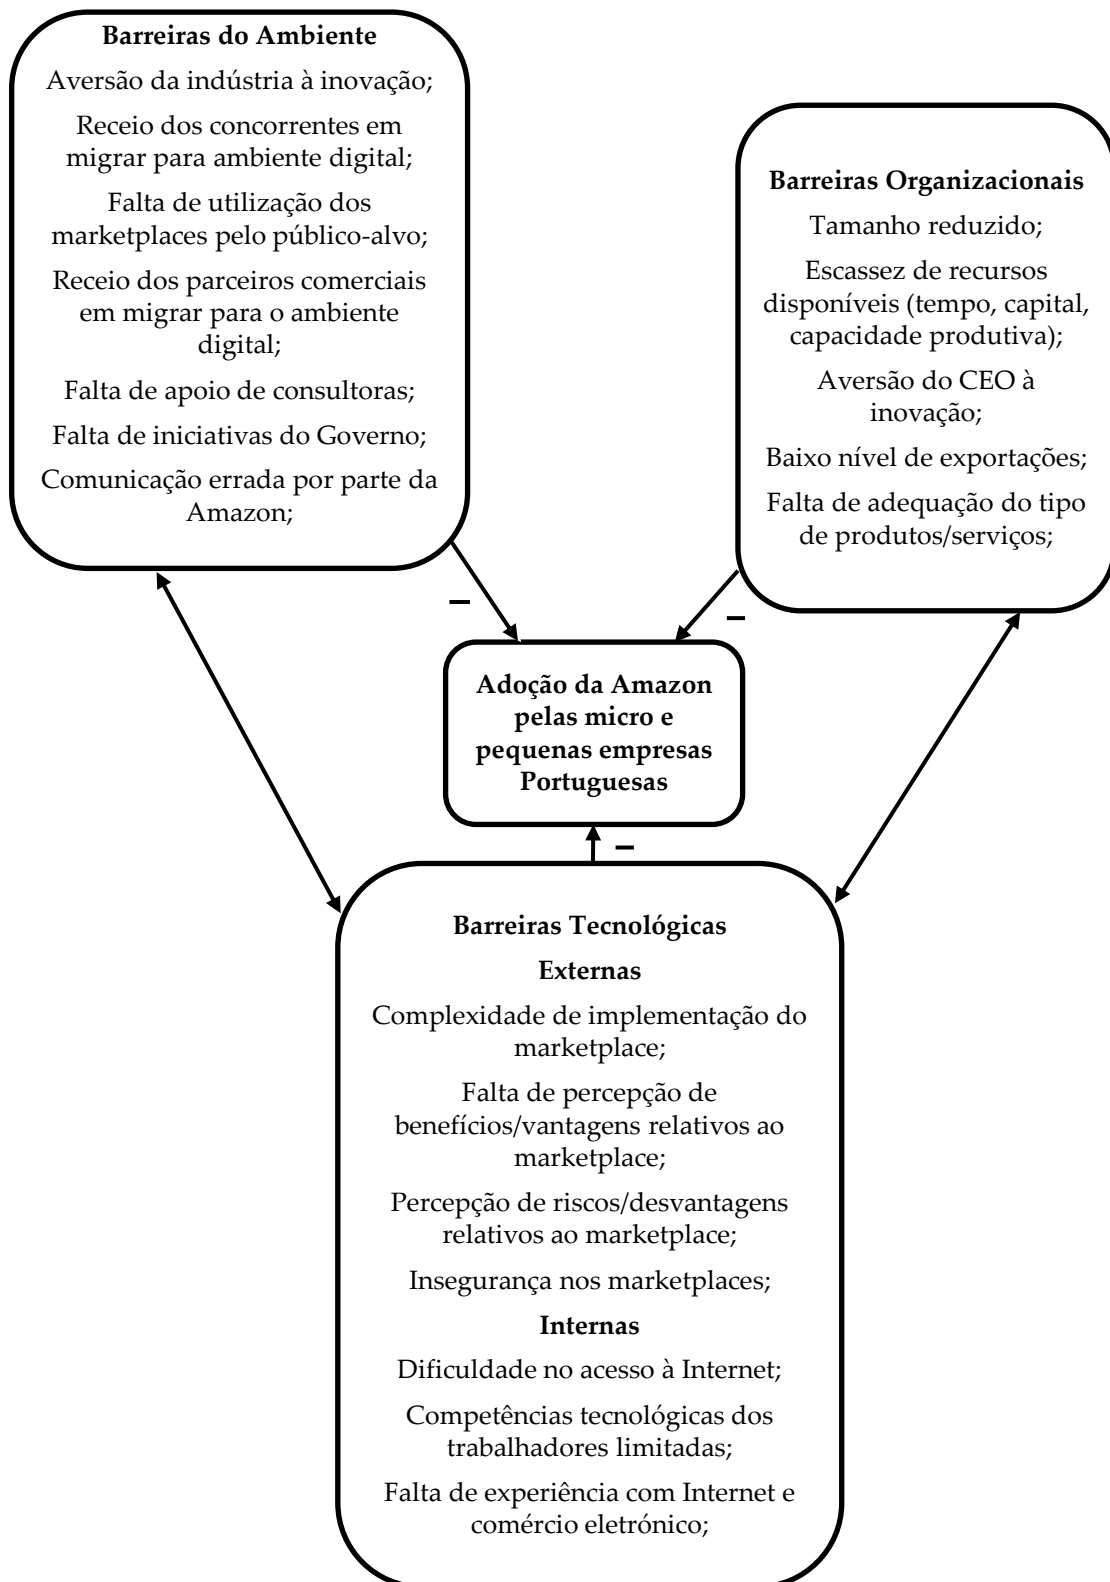 Barreiras do Ambiente
Aversão da indústria à inovação;
Receio dos concorrentes em
migrar para ambiente digital;
Falta de utilização dos
marketplaces pelo público-alvo;
Receio dos parceiros comerciais
em migrar para o ambiente
digital;
Falta de apoio de consultoras;
Falta de iniciativas do Governo;
Comunicação errada por parte da
Amazon;
Barreiras Organizacionais
Tamanho reduzido;
Escassez de recursos
disponíveis (tempo, capital,
capacidade produtiva);
Aversão do CEO à
inovação;
Baixo nível de exportações;
Falta de adequação do tipo
de produtos/serviços;
–
–
Adoção da Amazon
pelas micro e
pequenas empresas
Portuguesas
–
Barreiras Tecnológicas
Externas
Complexidade de implementação do
marketplace;
Falta de percepção de
benefícios/vantagens relativos ao
marketplace;
Percepção de riscos/desvantagens
relativos ao marketplace;
Insegurança nos marketplaces;
Internas
Dificuldade no acesso à Internet;
Competências tecnológicas dos
trabalhadores limitadas;
Falta de experiência com Internet e
comércio eletrónico;